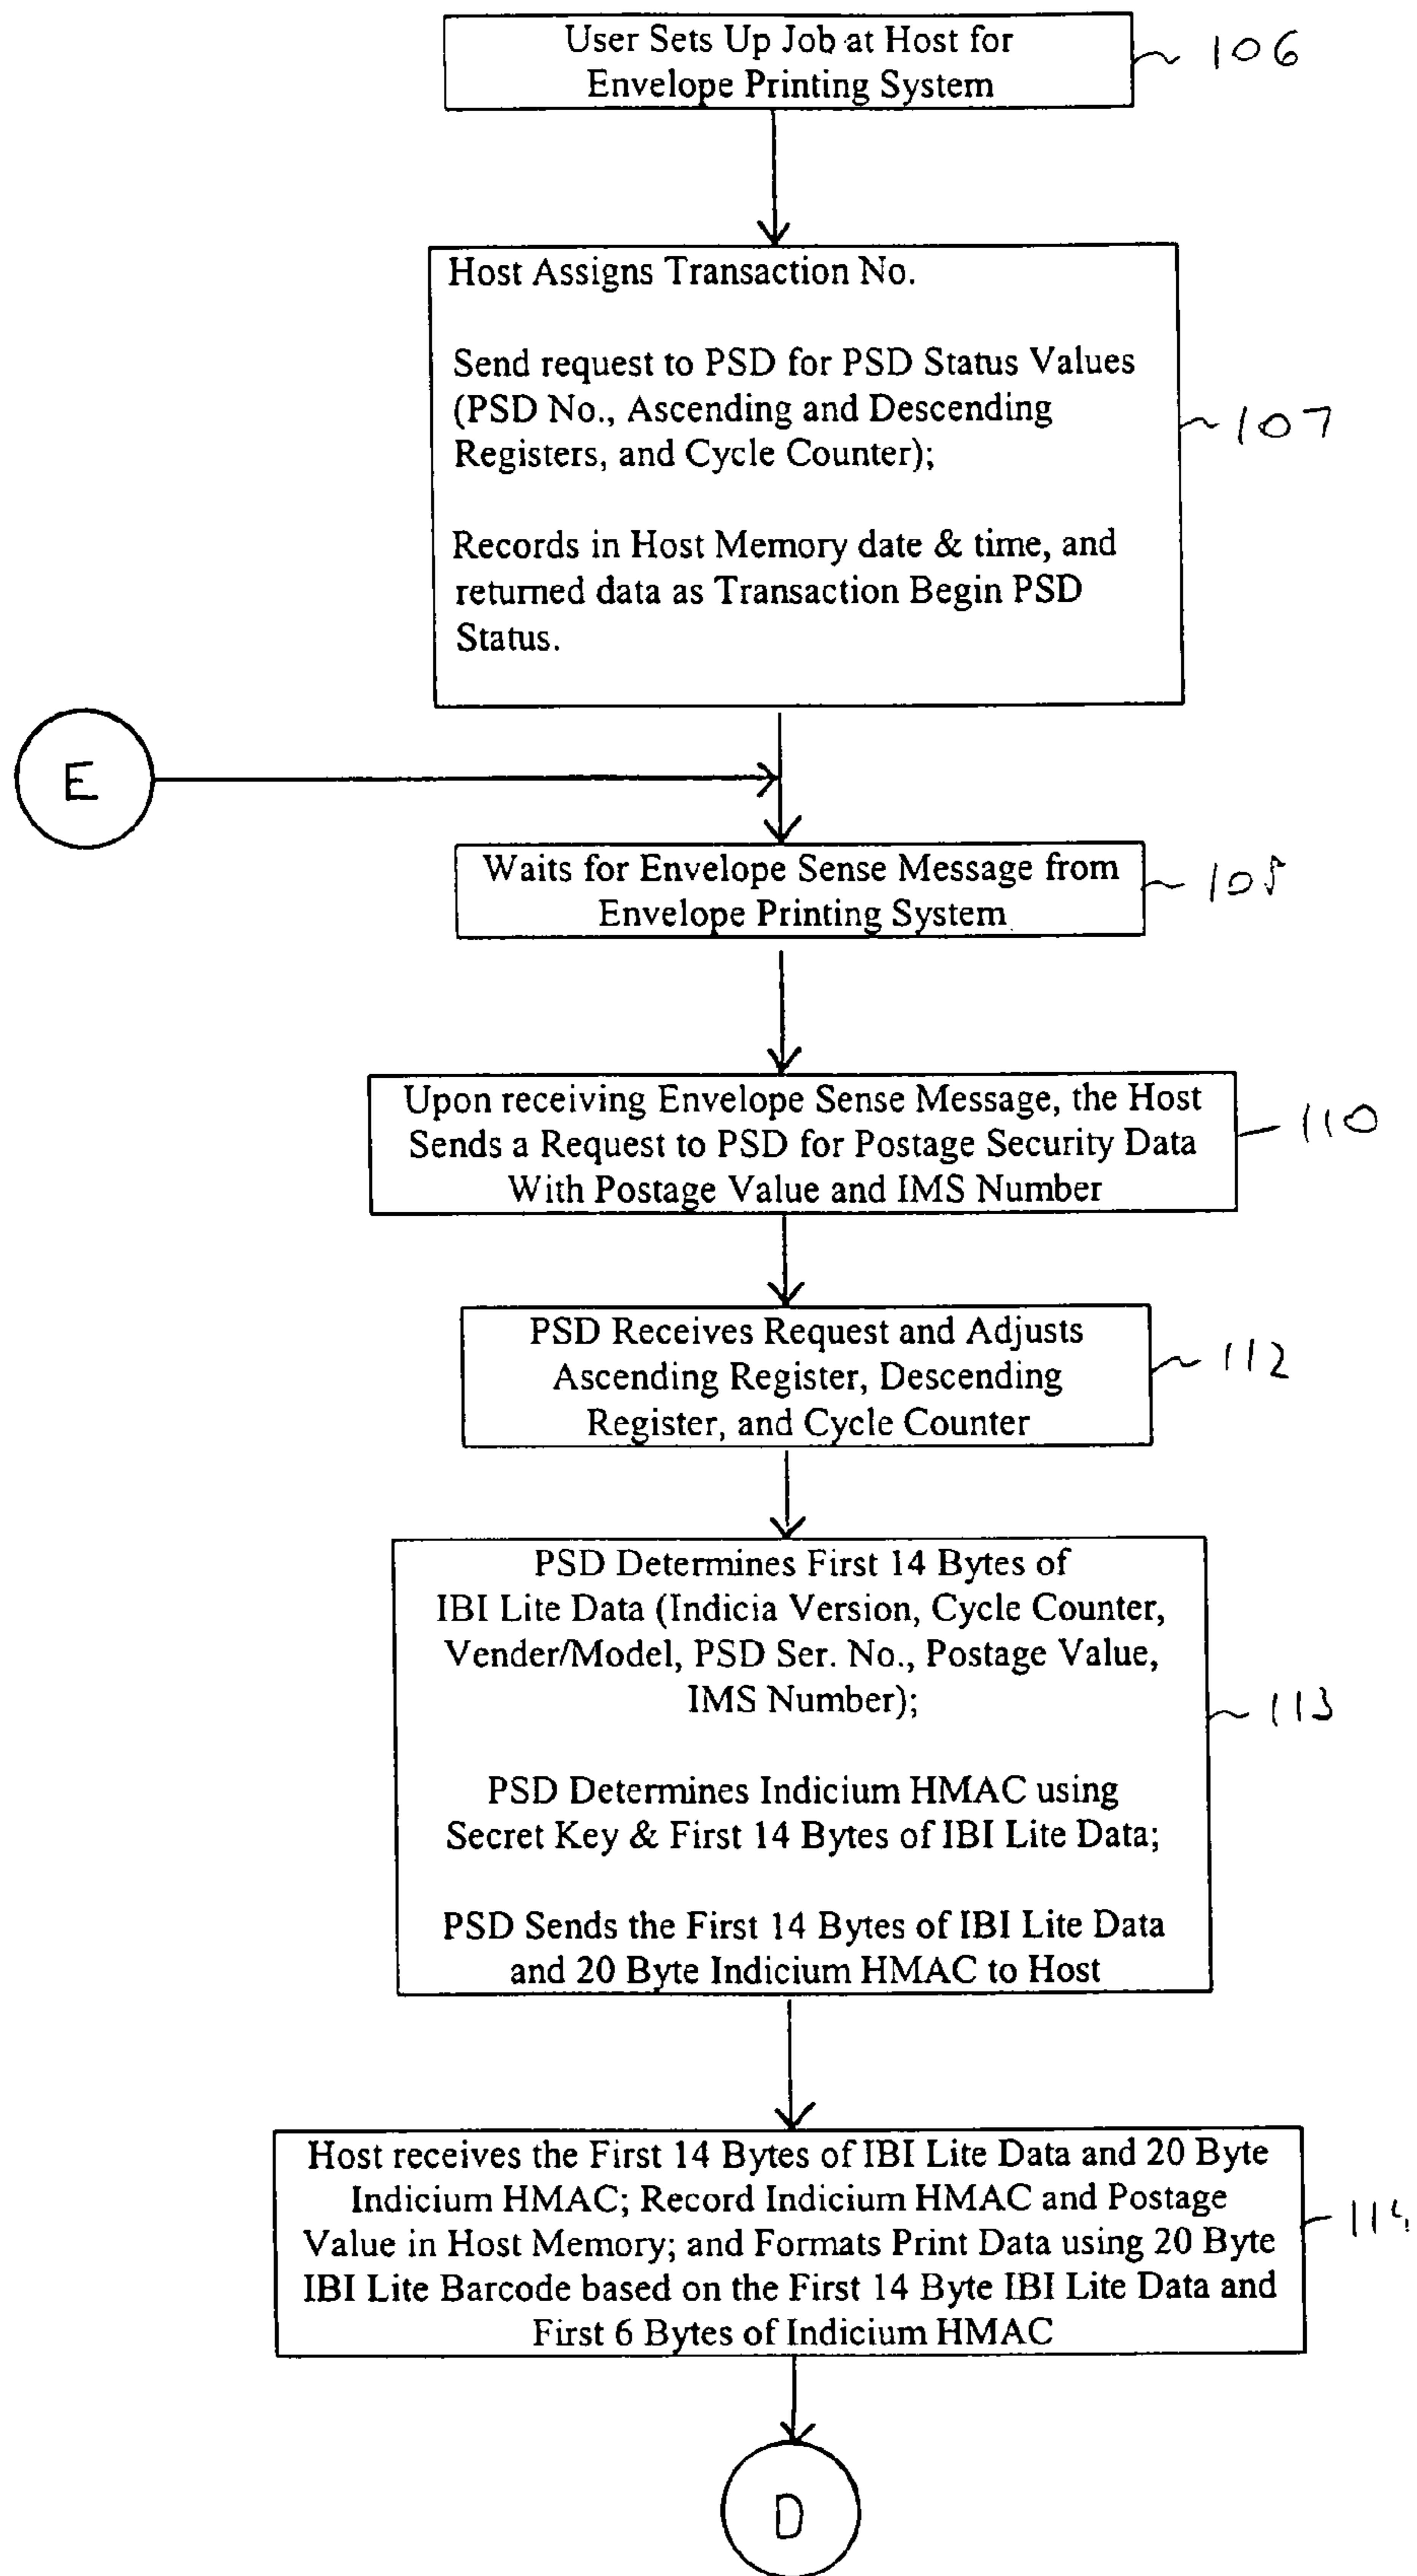 User Sets Up Job at Host for
Envelope Printing System
106
Host Assigns Transaction No.
Send request to PSD for PSD Status Values
(PSD No., Ascending and Descending
Registers, and Cycle Counter);
Records in Host Memory date & time, and
returned data as Transaction Begin PSD
Status.
107
E
Waits for Envelope Sense Message from
Envelope Printing System
Upon receiving Envelope Sense Message, the Host
Sends a Request to PSD for Postage Security Data
With Postage Value and IMS Number
110
PSD Receives Request and Adjusts
Ascending Register, Descending
Register, and Cycle Counter
112
PSD Determines First 14 Bytes of
IBI Lite Data (Indicia Version, Cycle Counter,
Vender/Model, PSD Ser. No., Postage Value,
IMS Number);
PSD Determines Indicium HMAC using
Secret Key & First 14 Bytes of IBI Lite Data;
PSD Sends the First 14 Bytes of IBI Lite Data
and 20 Byte Indicium HMAC to Host
113
Host receives the First 14 Bytes of IBI Lite Data and 20 Byte
Indicium HMAC; Record Indicium HMAC and Postage
Value in Host Memory; and Formats Print Data using 20 Byte
IBI Lite Barcode based on the First 14 Byte IBI Lite Data and
First 6 Bytes of Indicium HMAC
114
D